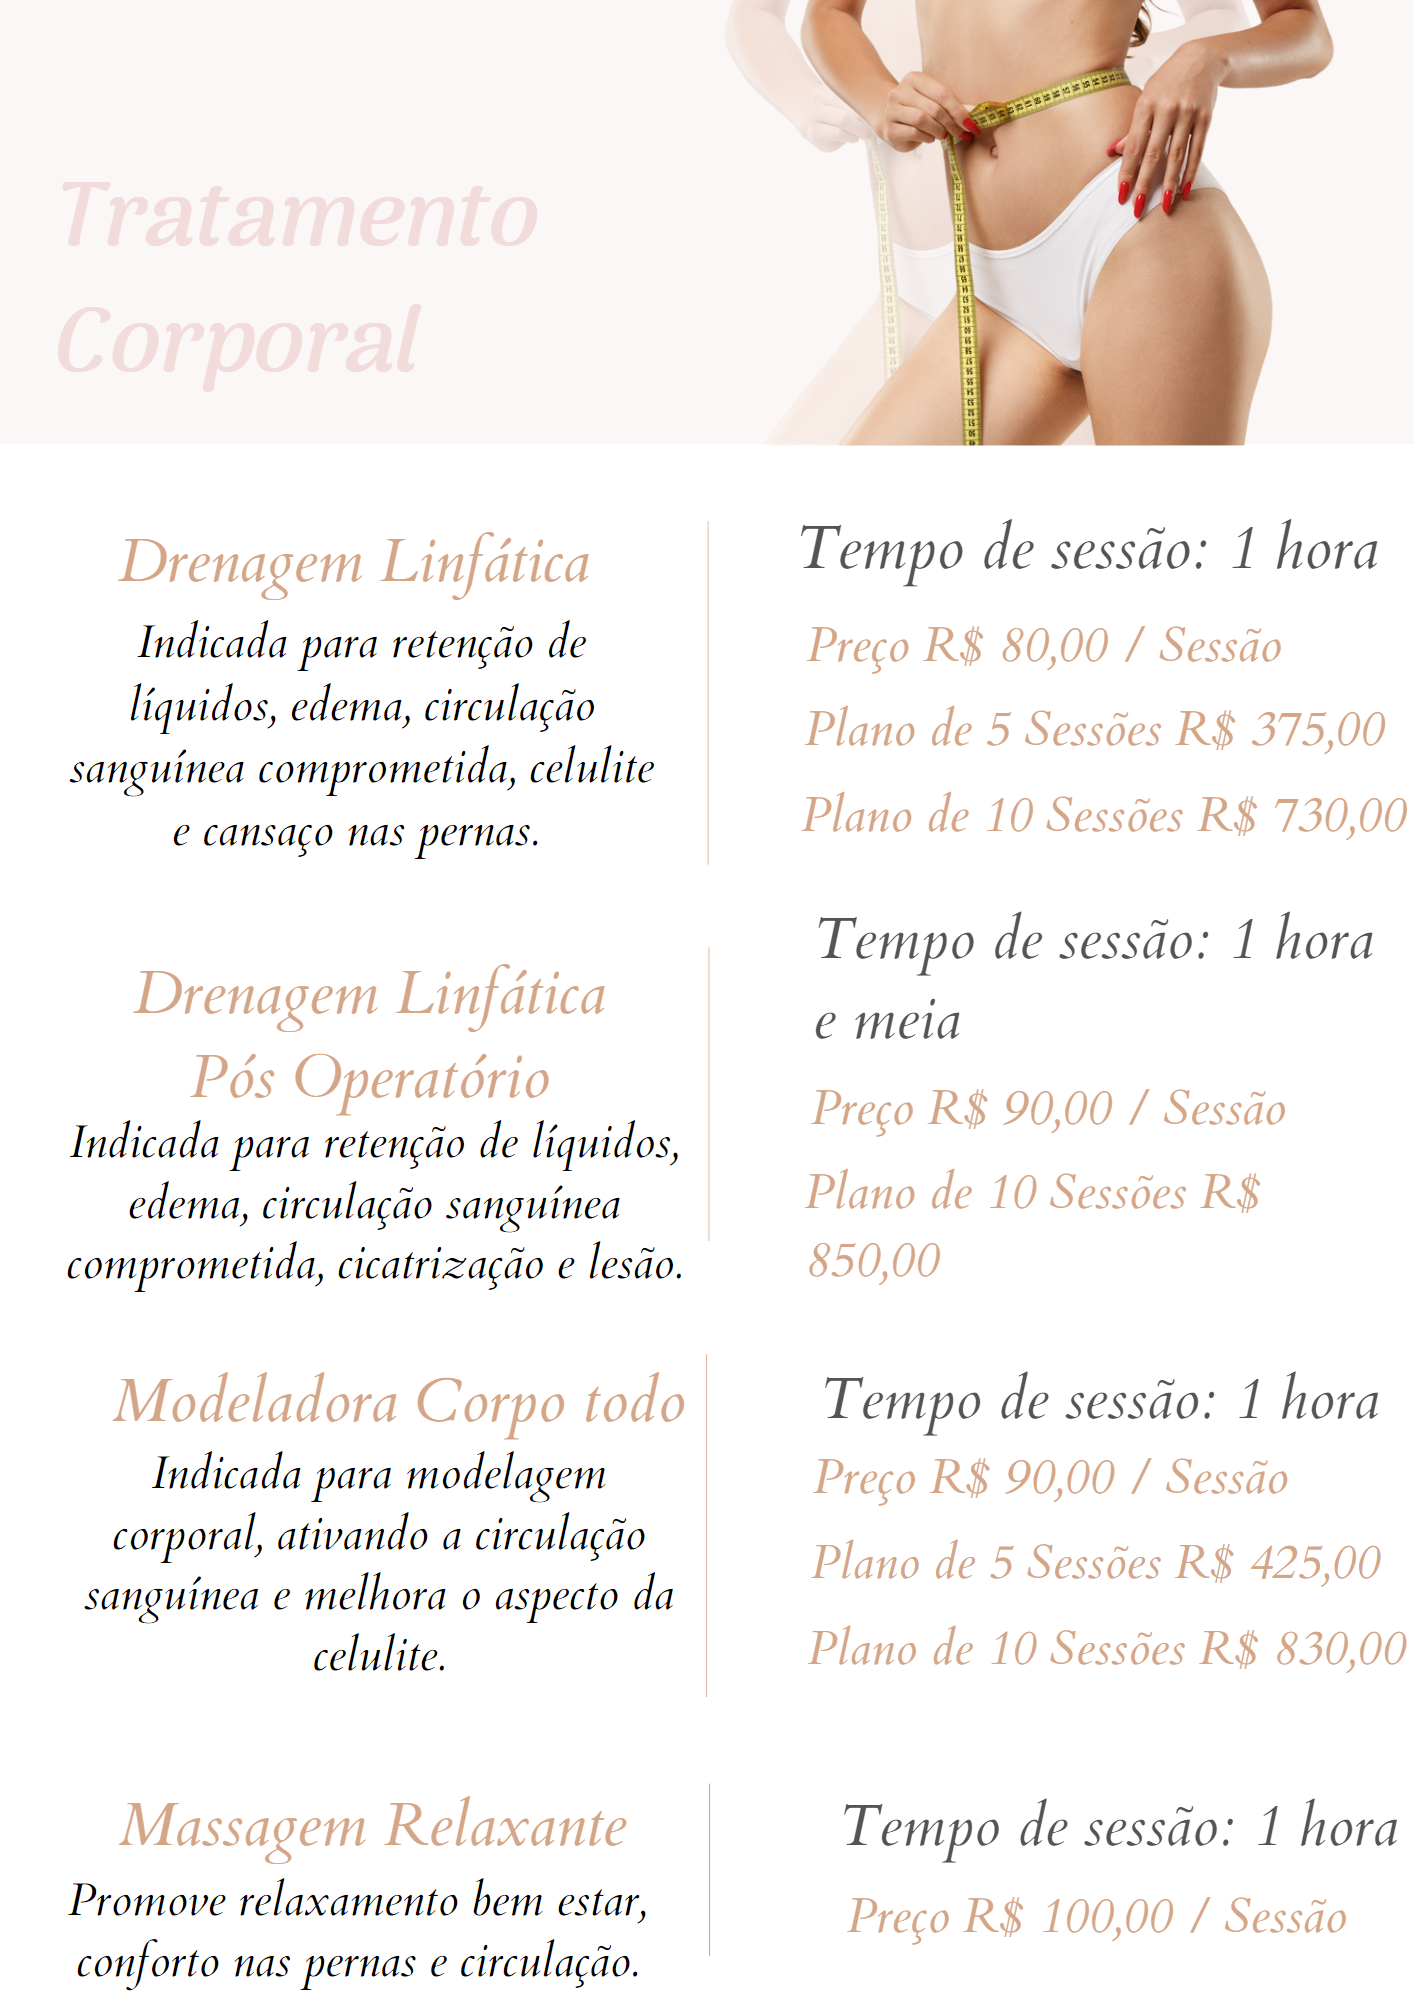 Tratamento
Corporal
Drenagem Linfática
Indicada para retenção de
líquidos, edema, circulação
sanguínea comprometida, celulite
e cansaço nas pernas.
Tempo de sessão: 1 hora
Preço R$ 80,00 / Sessão
Plano de 5 Sessões R$ 375,00
Plano de 10 Sessões R$ 730,00
Drenagem Linfática
Pós Operatório
Indicada para retenção de líquidos,
edema, circulação sanguínea
comprometida, cicatrização e lesão.
Tempo de sessão: 1 hora
e meia
Preço R$ 90,00 / Sessão
Plano de 10 Sessões R$
850,00
Modeladora Corpo todo
Indicada para modelagem
corporal, ativando a circulação
sanguínea e melhora o aspecto da
celulite.
Tempo de sessão: 1 hora
Preço R$ 90,00 / Sessão
Plano de 5 Sessões R$ 425,00
Plano de 10 Sessões R$ 830,00
Massagem Relaxante
Promove relaxamento bem estar,
conforto nas pernas e circulação.
Tempo de sessão: 1 hora
Preço R$ 100,00 / Sessão